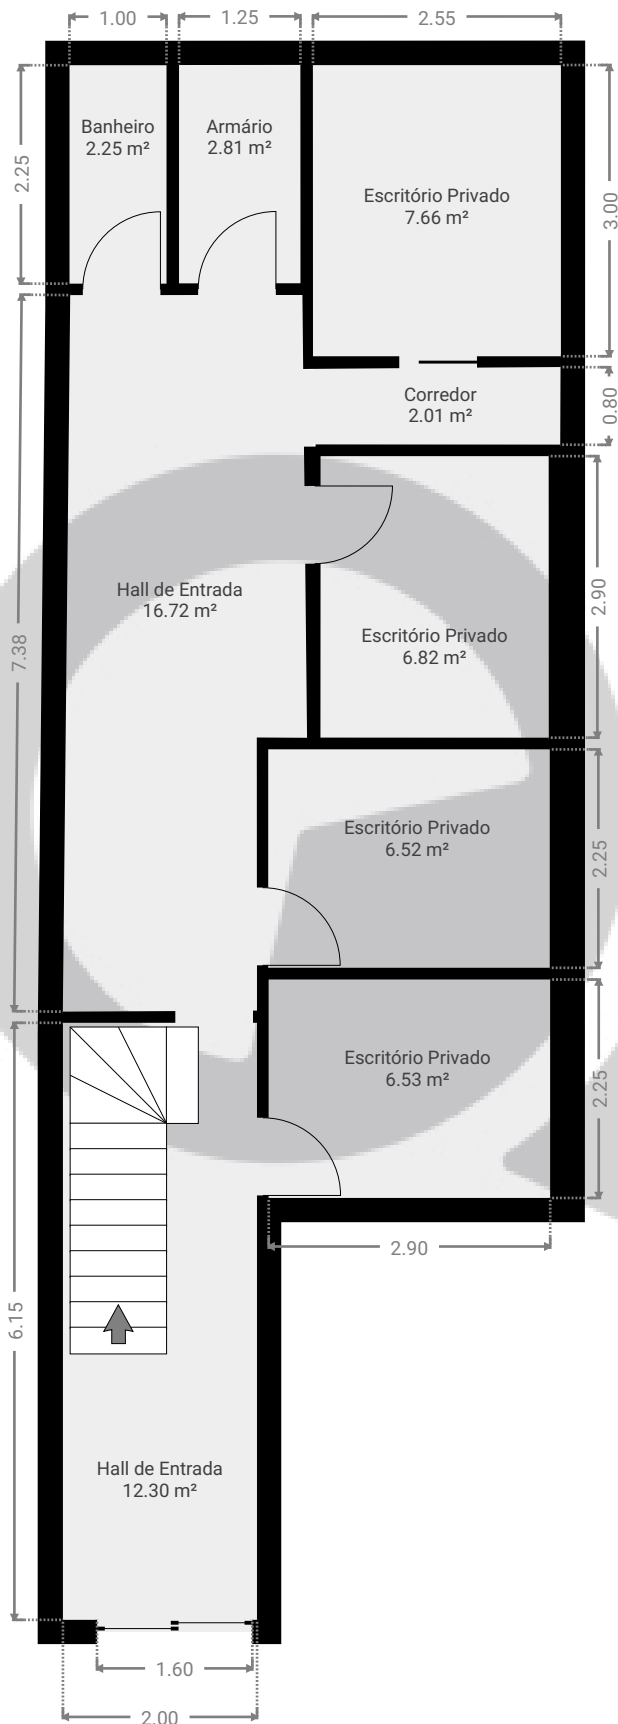 1.00
1.25
2.55
Banheiro
2.25 m²
Armário
2.81 m²
2.25
Escritório Privado
7.66 m²
3.00
Corredor
2.01 m²
0.80
Hall de Entrada
16.72 m²
7.38
Escritório Privado
6.82 m²
2.90
Escritório Privado
6.52 m²
2.25
Escritório Privado
6.53 m²
2.25
2.90
6.15
Hall de Entrada
12.30 m²
1.60
2.00